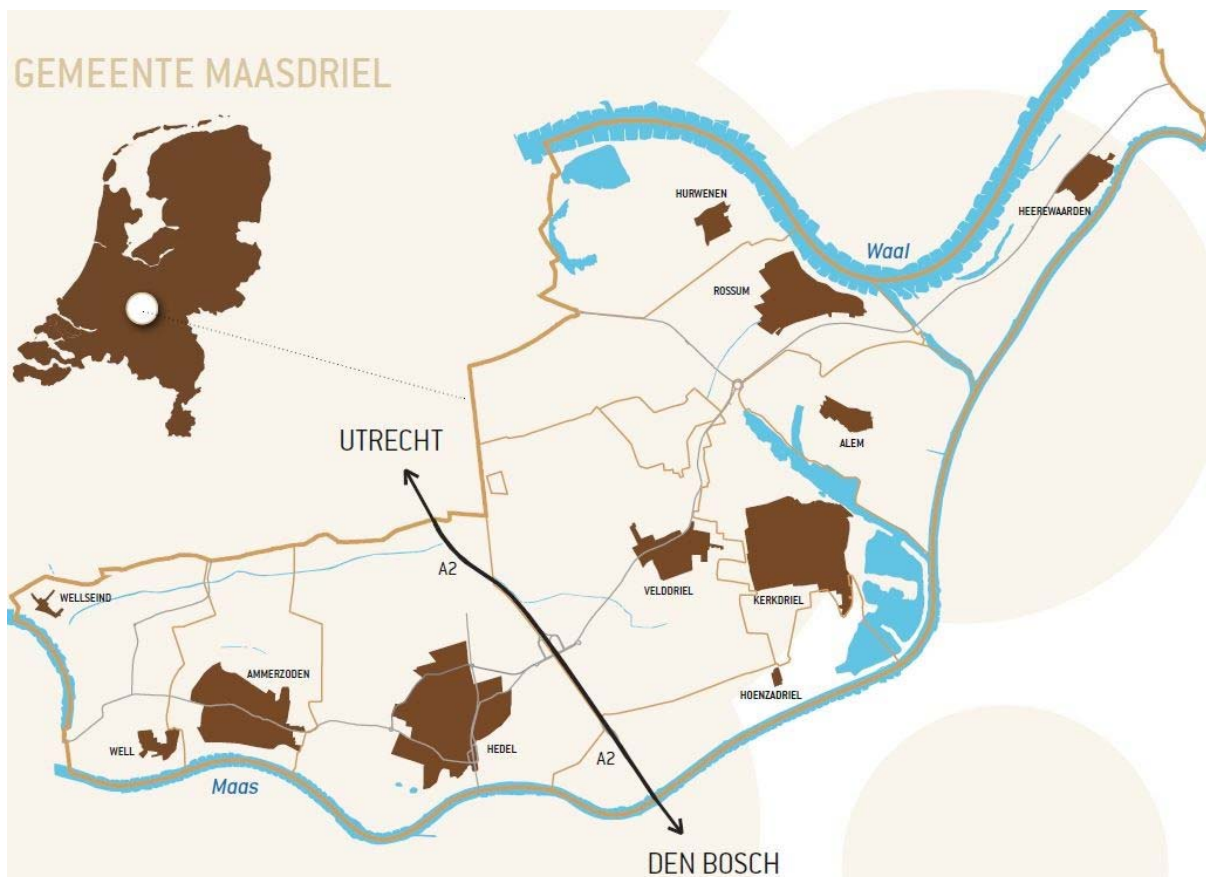 GEMEENTE MAASDRIEL
HURWENEN
HEEREWAARDEN
Waal
ROSSUM
UTRECHT
ALEM
A2
VELDDRIEL
KERKDRIEL
WELLSEIND
AMMERZODEN
HOENZADRIEL
WELL
HEDEL
A2
Maas
DEN BOSCH